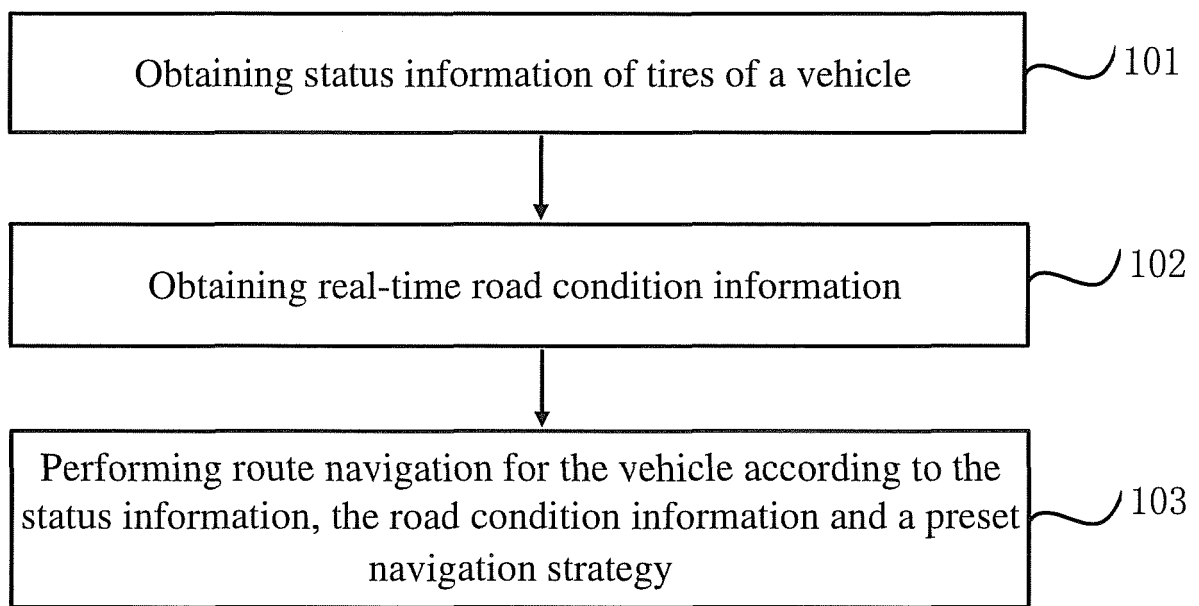 Obtaining status information of tires of a vehicle
101
Obtaining real-time road condition information
102
Performing route navigation for the vehicle according to the
status information, the road condition information and a preset
navigation strategy
103